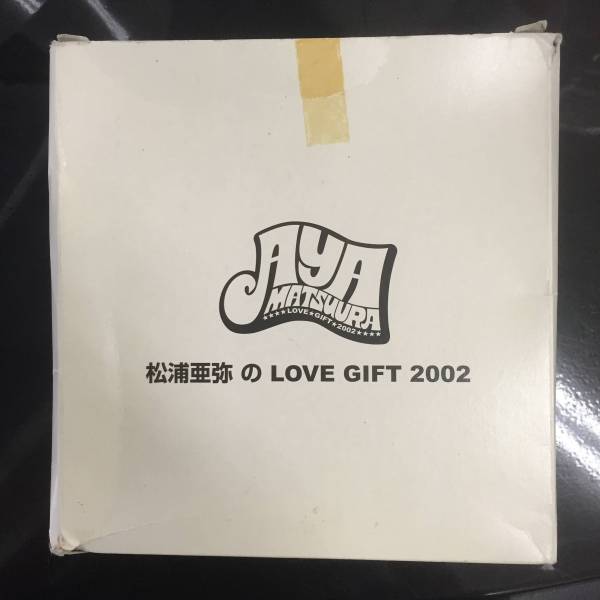 AYA
MATSUURA
★★★★LOVE★GIFT★2002★★★★
松浦亜弥 の LOVE GIFT 2002